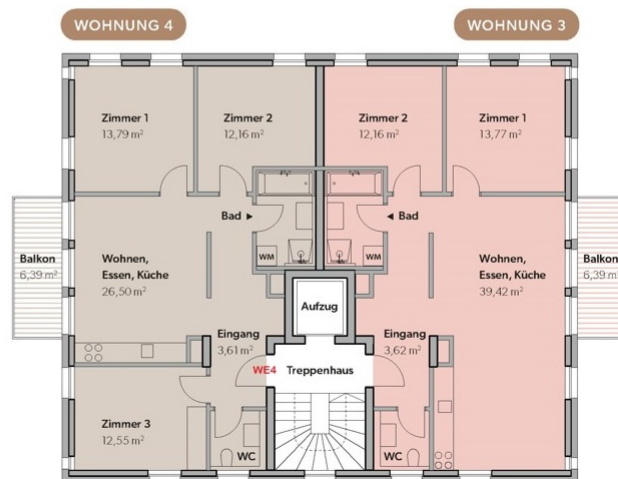 WOHNUNG 4
WOHNUNG 3
Zimmer 1
13,79 m²
Zimmer 2
12,16 m²
Zimmer 2
12,16 m²
Zimmer 1
13,77 m²
Bad
Bad
WM
WM
Balkon
6,39 m²
Wohnen,
Essen, Küche
26,50 m²
Wohnen,
Essen, Küche
39,42 m²
Balkon
6,39 m²
Aufzug
Eingang
3,61 m²
Eingang
3,62 m²
WE4
Treppenhaus
Zimmer 3
12,55 m²
WC
WC